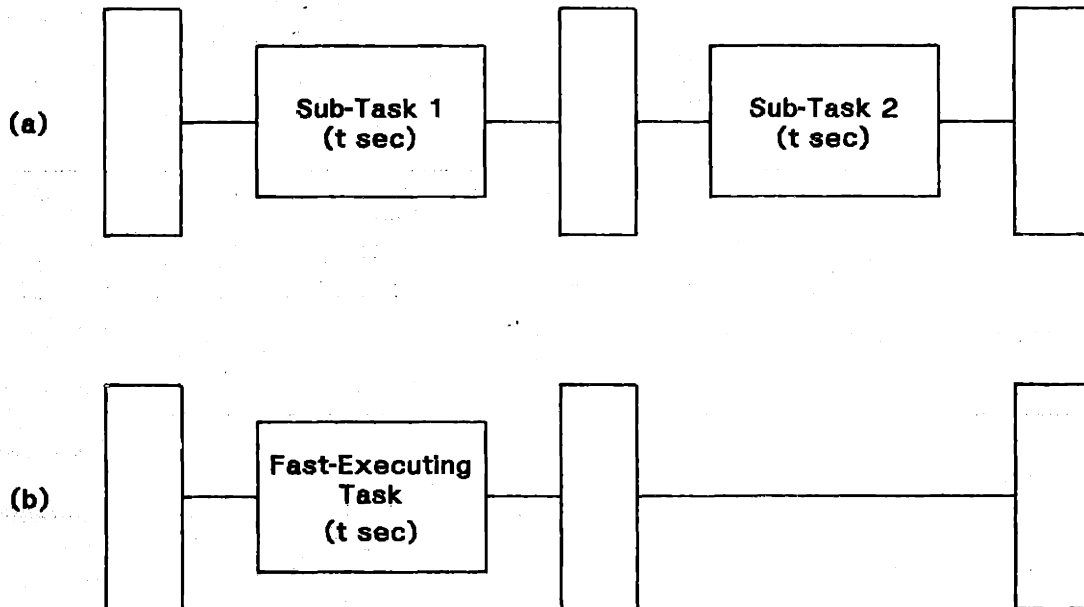 (a)
Sub-Task 1
(t sec)
Sub-Task 2
(t sec)
(b)
Fast-Executing
Task
(t sec)